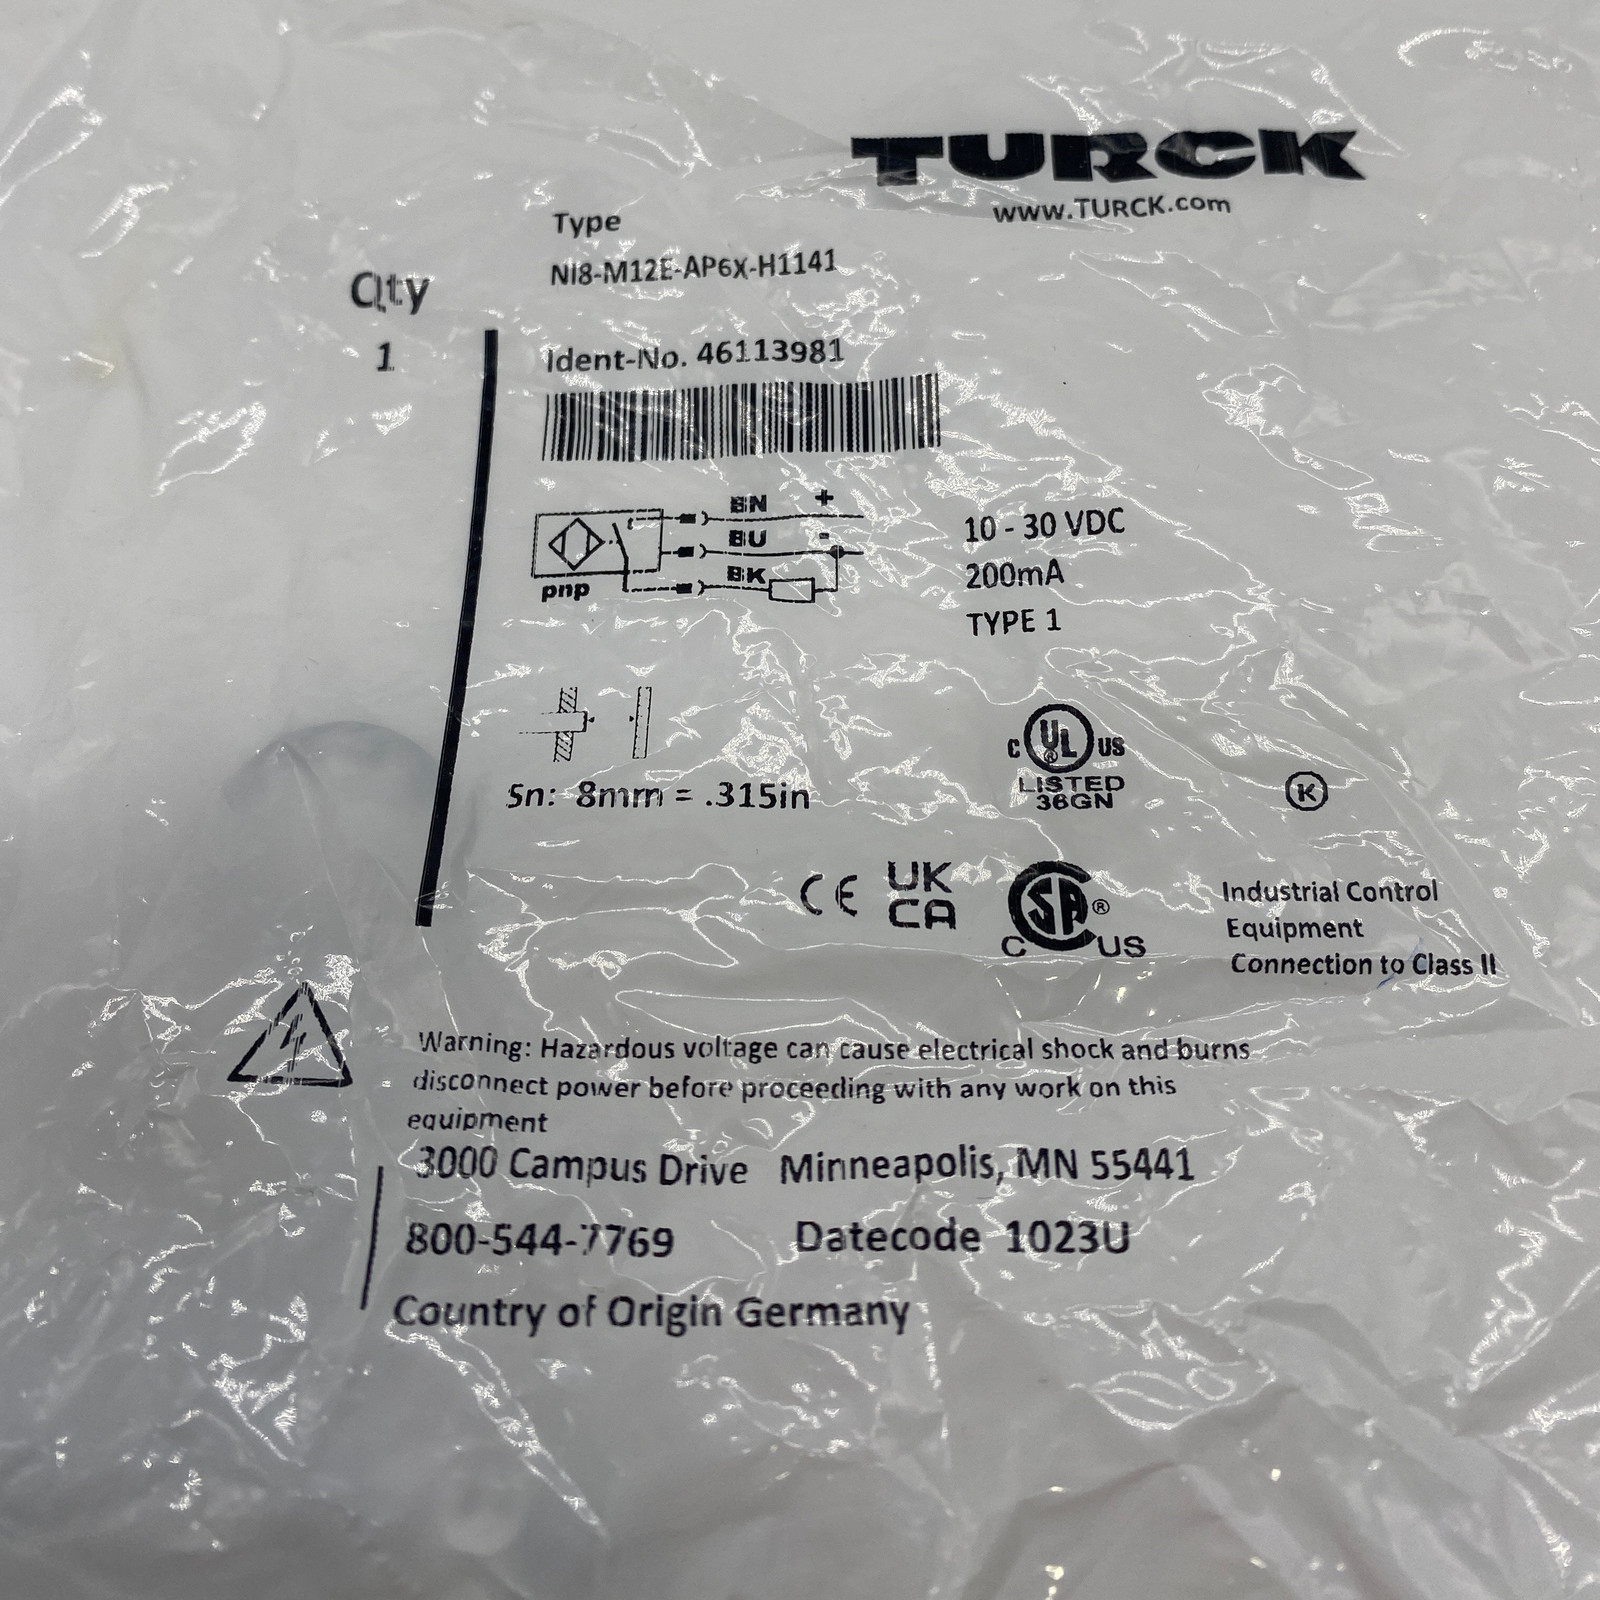 TURCK
www.TURCK.com
Type
NI8-M12E-AP6X-H1141
Qty
1
Ident-No. 46113981
BN +
BU -
BK
pnp
10 - 30 VDC
200mA
TYPE 1
Sn: 8mm = .315in
C UL US
®
LISTED
36GN
K
CE
UK
CA
CSA®
C US
Industrial Control
Equipment
Connection to Class II
Warning: Hazardous voltage can cause electrical shock and burns
disconnect power before proceeding with any work on this
equipment
3000 Campus Drive Minneapolis, MN 55441
800-544-7769 Datecode 1023U
Country of Origin Germany